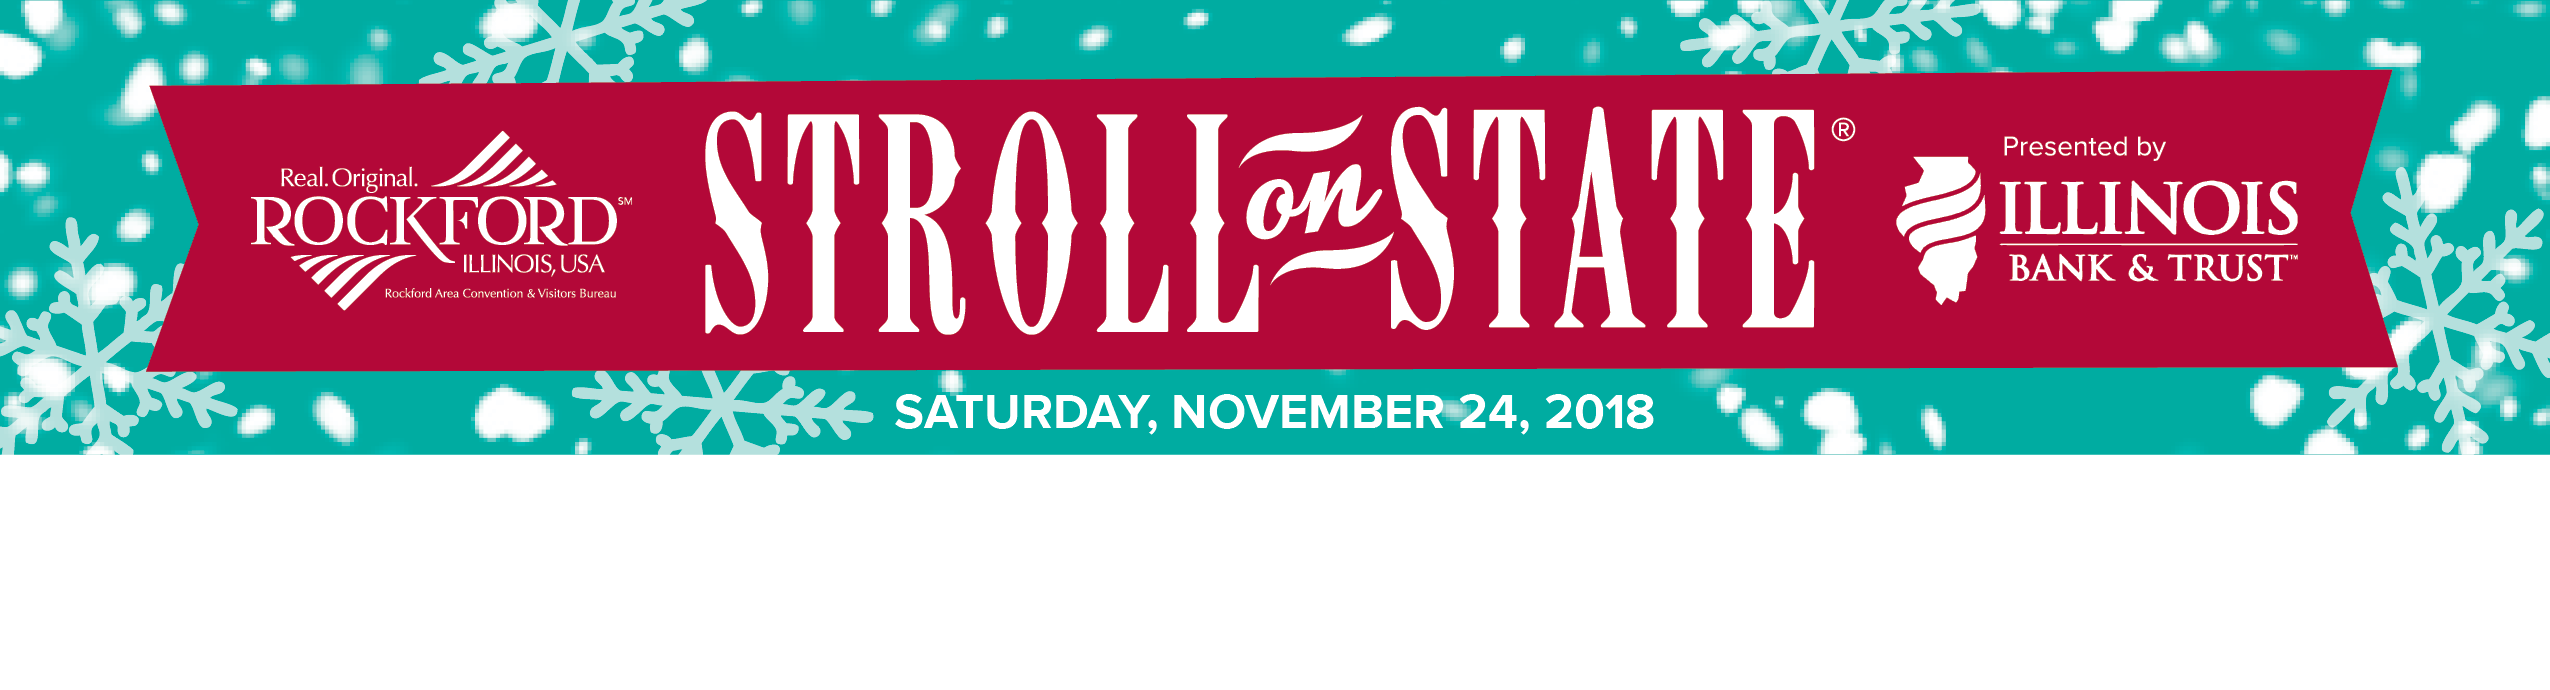 Real. Original.
ROCKFORD℠
ILLINOIS, USA
Rockford Area Convention & Visitors Bureau
STROLL on STATE®
Presented by
ILLINOIS
BANK & TRUST™
SATURDAY, NOVEMBER 24, 2018